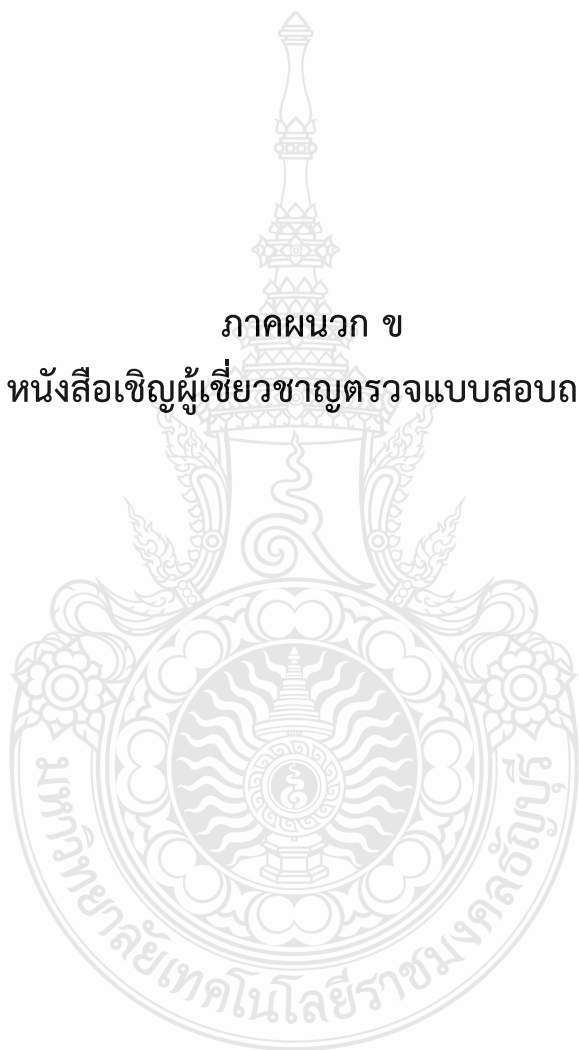 ภาคผนวก ข
หนังสือเชิญผู้เชี่ยวชาญตรวจแบบสอบถ
มหาวิทยาลัยเทคโนโลยีราชมงคลธัญบุรี